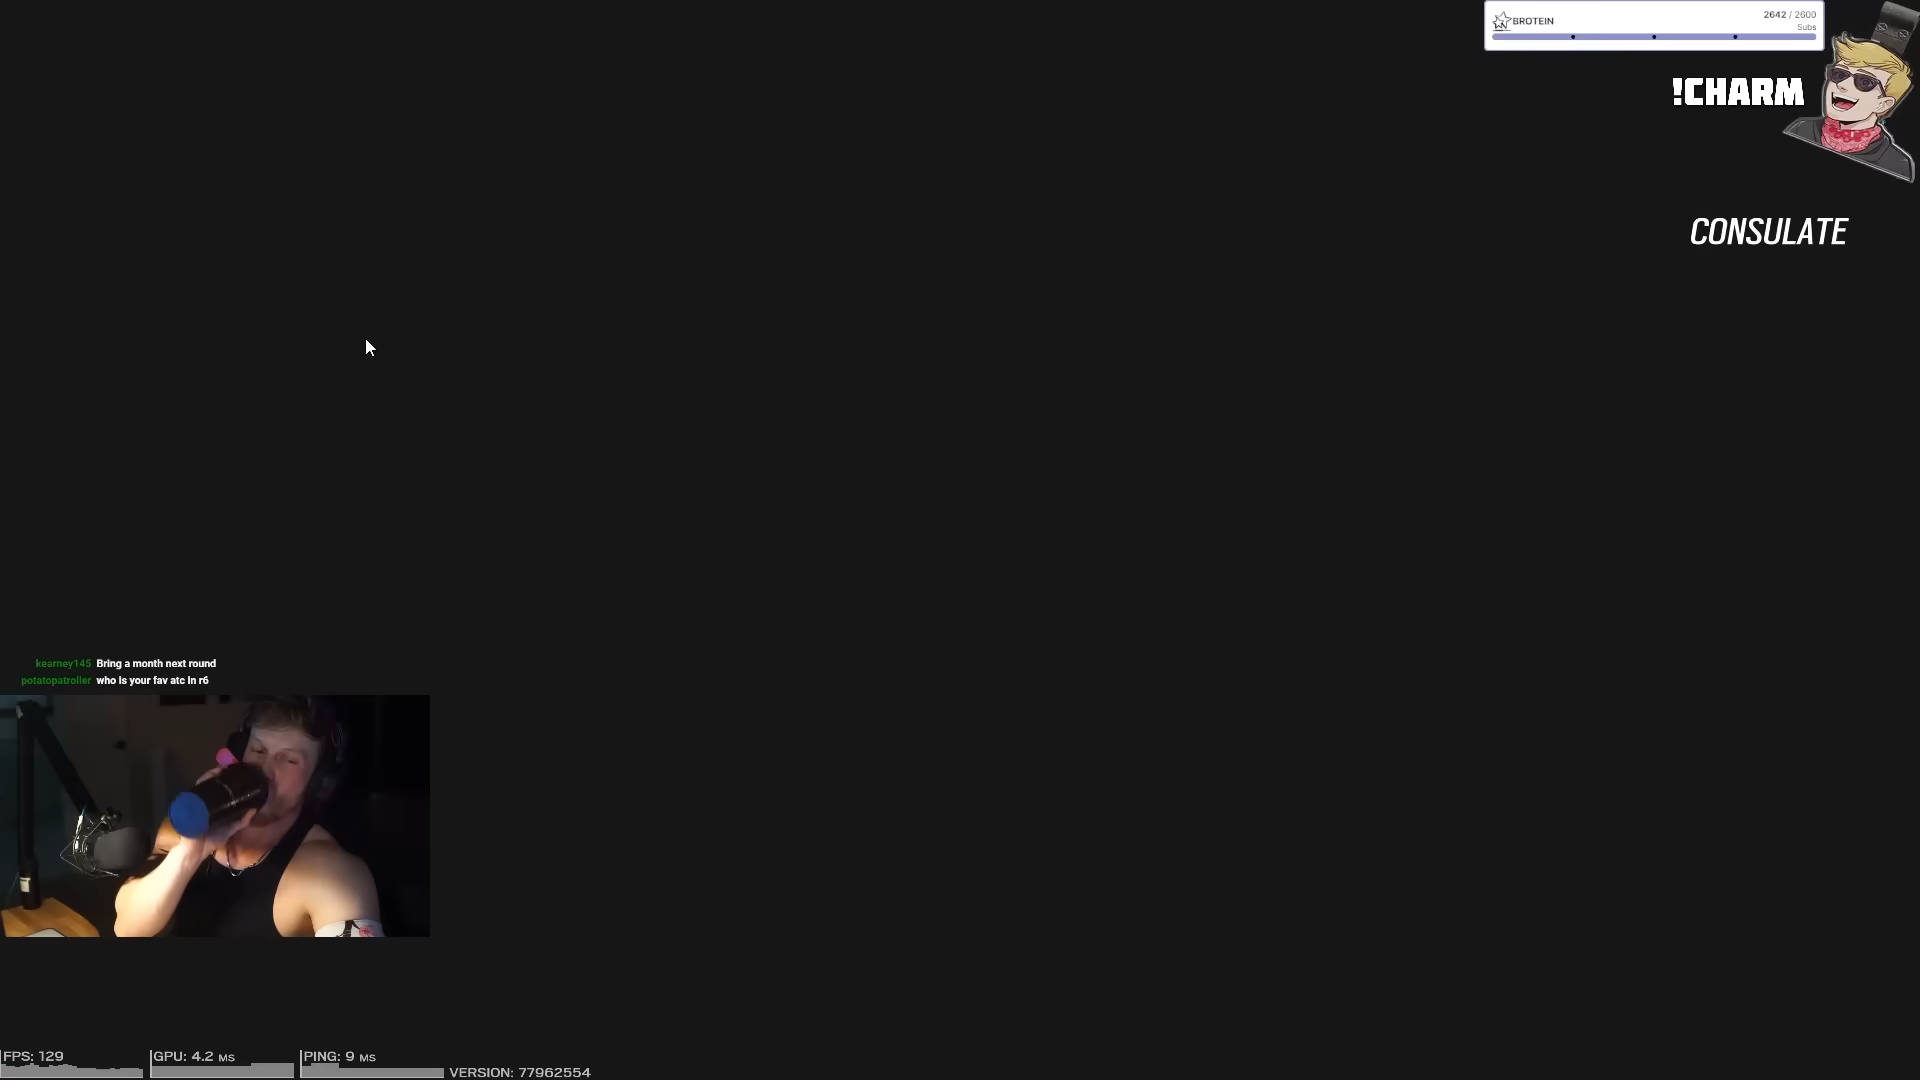 BROTEIN
2642 / 2600
Subs
!CHARM
CONSULATE
kearney145 Bring a month next round
potatopatroller who is your fav atc in r6
FPS: 129
GPU: 4.2 MS
PING: 9 MS
VERSION: 77962554